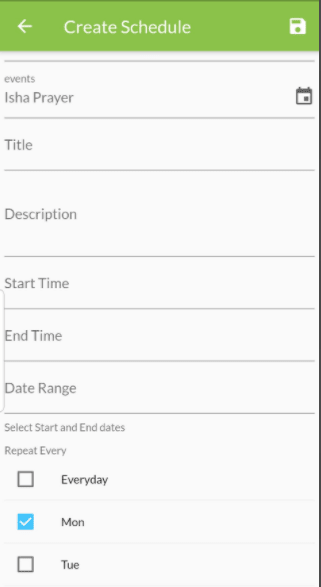 Create Schedule
events
Isha Prayer
Title
Description
Start Time
End Time
Date Range
Select Start and End dates
Repeat Every
Everyday
Mon
Tue